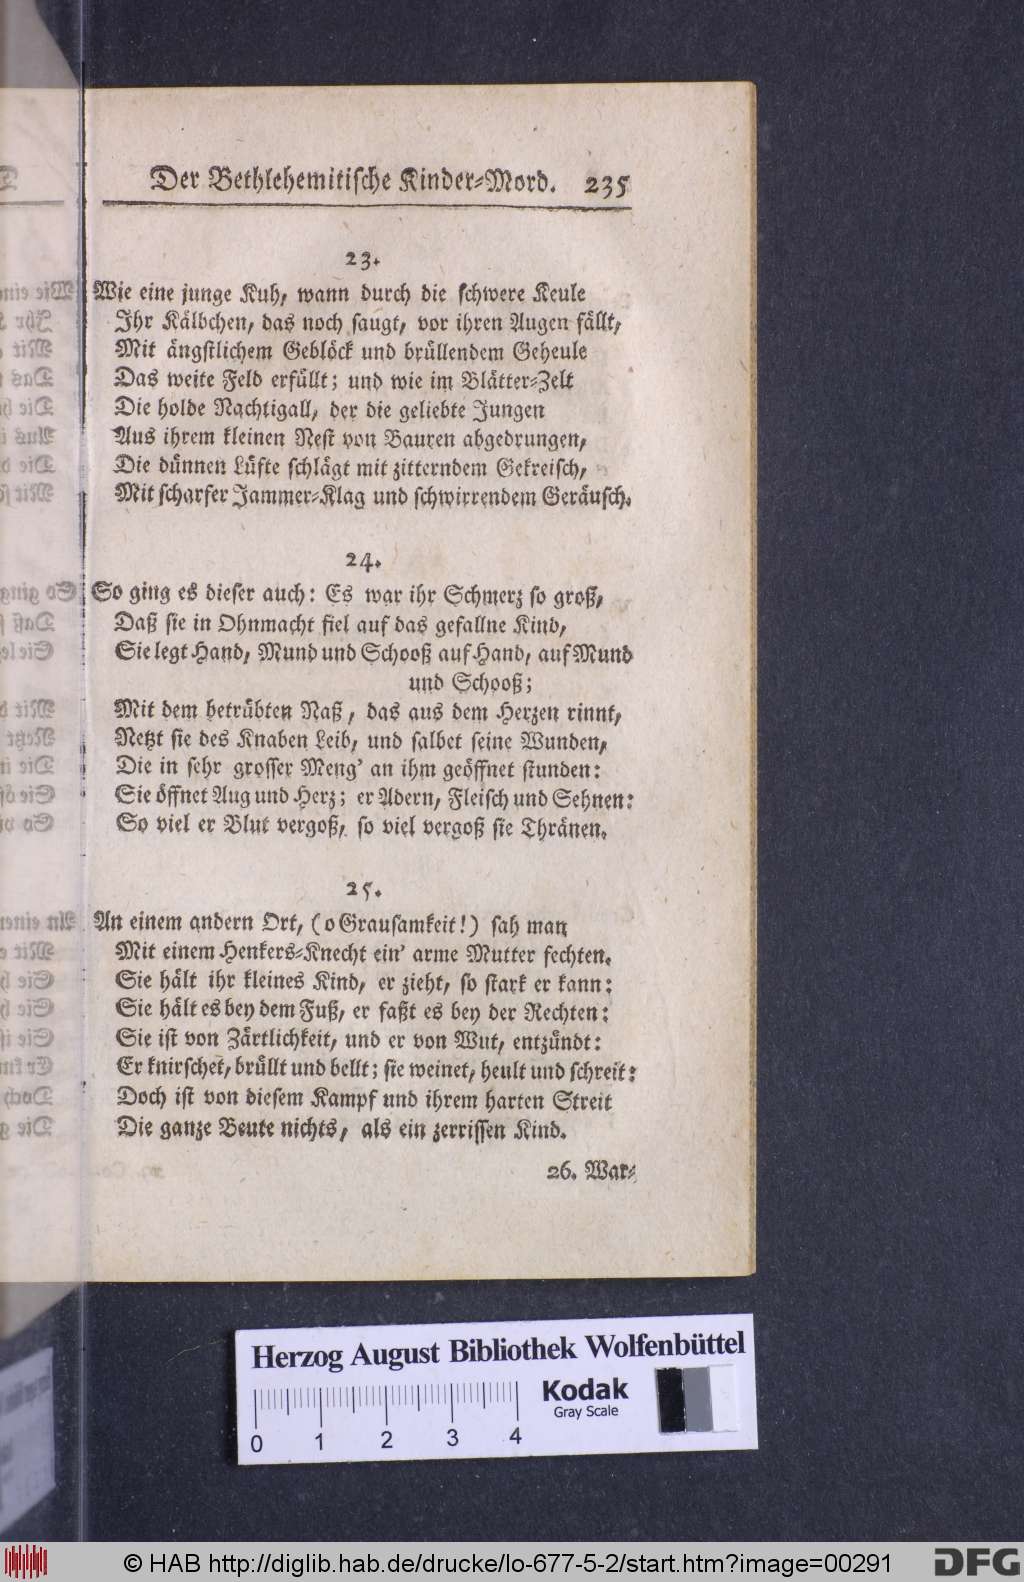 Der Bethlehemitische Kinder-Mord. 235
23.
Wie eine junge Kuh, wann durch die schwere Keule
Ihr Kälbchen, das noch saugt, vor ihren Augen fällt,
Mit ängstlichem Geblöck und brüllendem Geheule
Das weite Feld erfüllt; und wie im Blätter-Zelt
Die holde Nachtigall, der die geliebte Jungen
Aus ihrem kleinen Nest von Bauren abgedrungen,
Die dünnen Lüfte schlägt mit zitterndem Gekreisch,
Mit scharfer Jammer-Klag und schwirrendem Geräusch.
24.
So ging es dieser auch: Es war ihr Schmerz so groß,
Daß sie in Ohnmacht fiel auf das gefallne Kind,
Sie legt Hand, Mund und Schooß auf Hand, auf Mund
und Schooß;
Mit dem betrübten Naß, das aus dem Herzen rinnt,
Netzt sie des Knaben Leib, und salbet seine Wunden,
Die in sehr grosser Meng' an ihm geöffnet stunden:
Sie öffnet Aug und Herz; er Adern, Fleisch und Sehnen:
So viel er Blut vergoß, so viel vergoß sie Thränen.
25.
An einem andern Ort, (o Grausamkeit!) sah man
Mit einem Henkers-Knecht ein' arme Mutter fechten.
Sie hält ihr kleines Kind, er zieht, so stark er kann:
Sie hält es bey dem Fuß, er faßt es bey der Rechten:
Sie ist von Zärtlichkeit, und er von Wut, entzündt:
Er knirschet, brüllt und bellt; sie weinet, heult und schreit:
Doch ist von diesem Kampf und ihrem harten Streit
Die ganze Beute nichts, als ein zerrissen Kind.
26. War-
Herzog August Bibliothek Wolfenbüttel
Kodak
Gray Scale
0 1 2 3 4
© HAB http://diglib.hab.de/drucke/lo-677-5-2/start.htm?image=00291
DFG